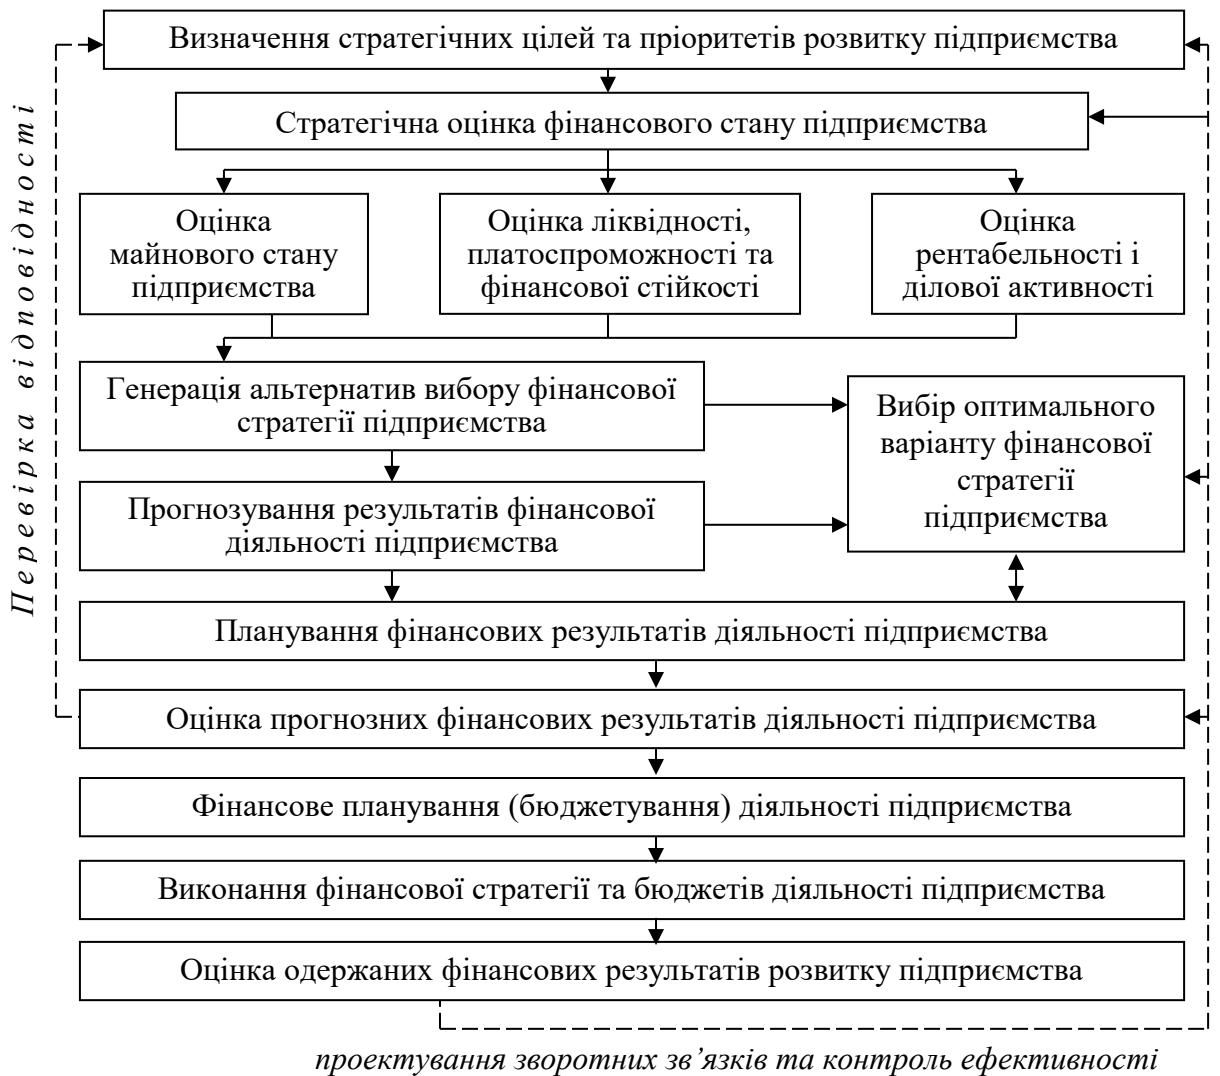 Визначення стратегічних цілей та пріоритетів розвитку підприємства
Стратегічна оцінка фінансового стану підприємства
Перевірка відповідності
Оцінка
майнового стану
підприємства
Оцінка ліквідності,
платоспроможності та
фінансової стійкості
Оцінка
рентабельності і
ділової активності
Генерація альтернатив вибору фінансової
стратегії підприємства
Вибір оптимального
варіанту фінансової
стратегії
підприємства
Прогнозування результатів фінансової
діяльності підприємства
Планування фінансових результатів діяльності підприємства
Оцінка прогнозних фінансових результатів діяльності підприємства
Фінансове планування (бюджетування) діяльності підприємства
Виконання фінансової стратегії та бюджетів діяльності підприємства
Оцінка одержаних фінансових результатів розвитку підприємства
проектування зворотних зв’язків та контроль ефективності